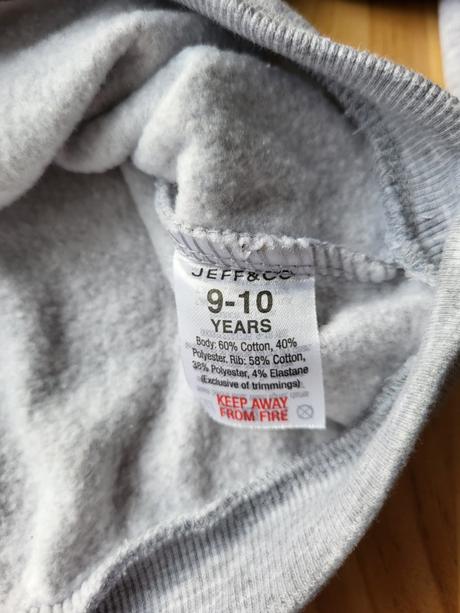 JEFF&CO
9-10
YEARS
Body: 60% Cotton, 40%
Polyester. Rib: 58% Cotton,
38% Polyester, 4% Elastane
(Exclusive of trimmings)
KEEP AWAY
FROM FIRE